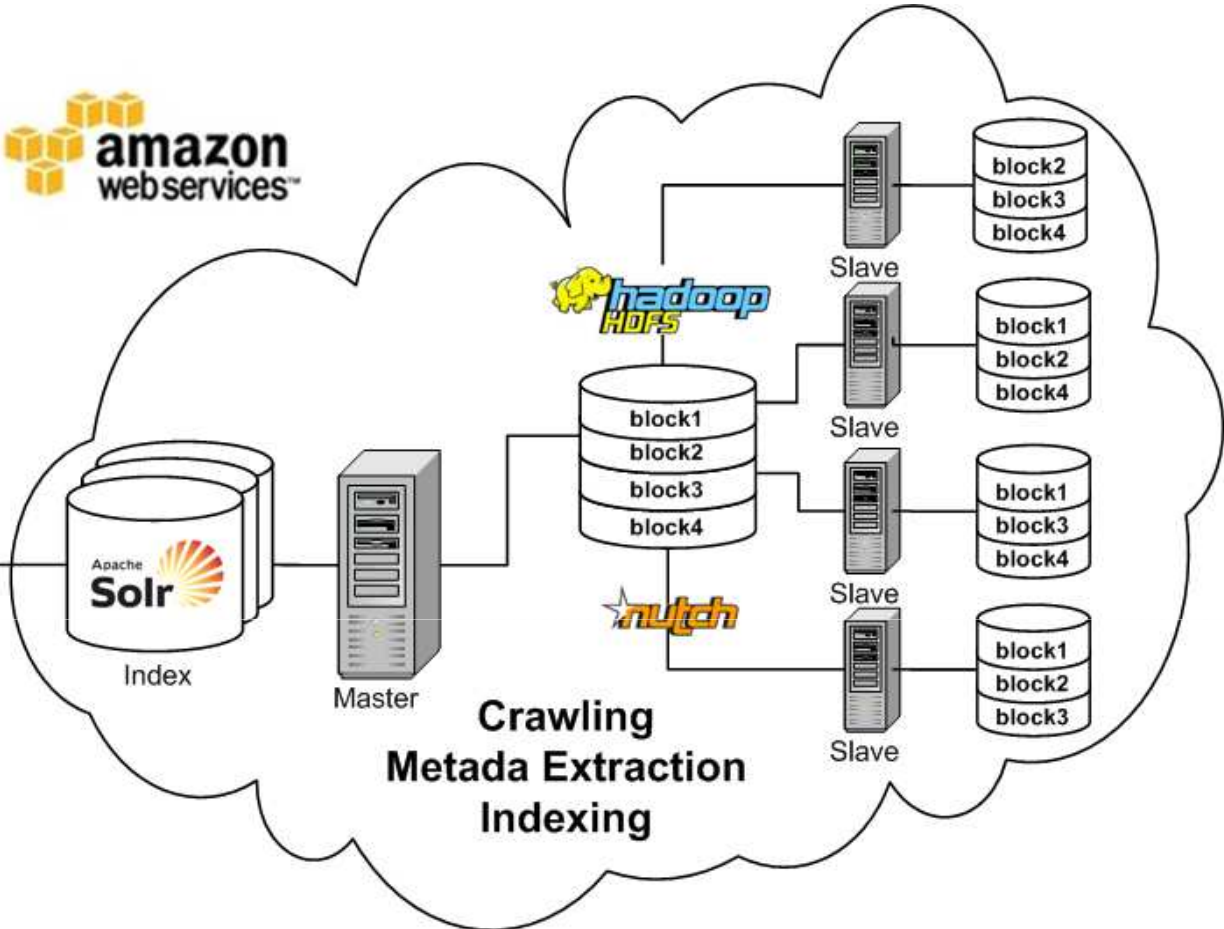 amazon
webservices™
hadoop
HDFS
block1
block2
block3
block4
nutch
Apache
Solr
Index
Master
Crawling
Metada Extraction
Indexing
block2
block3
block4
Slave
block1
block2
block4
Slave
block1
block3
block4
Slave
block1
block2
block3
Slave